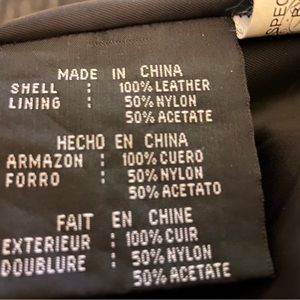 MADE IN CHINA
SHELL : 100% LEATHER
LINING : 50% NYLON
50% ACETATE
HECHO EN CHINA
ARMAZON : 100% CUERO
FORRO : 50% NYLON
50% ACETATO
FAIT EN CHINE
EXTERIEUR : 100% CUIR
DOUBLURE : 50% NYLON
50% ACETATE
SPEC